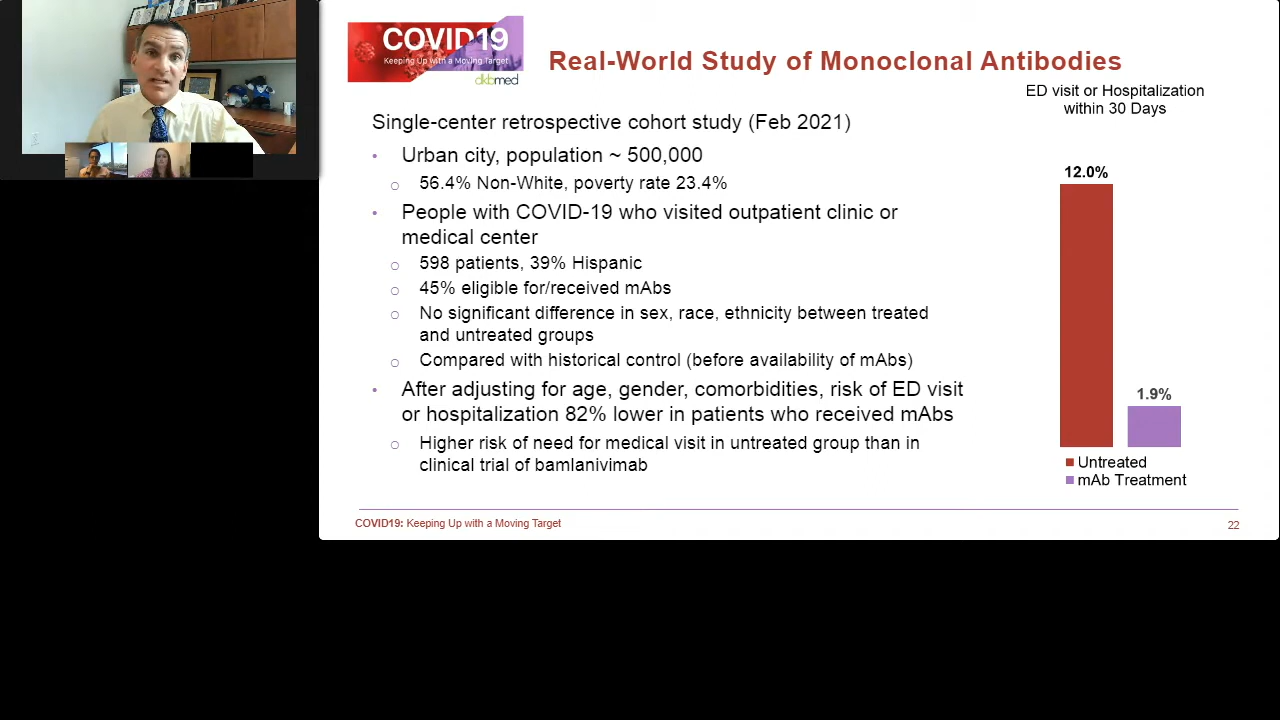 COVID19
Keeping Up with a Moving Target
dkbmed
Real-World Study of Monoclonal Antibodies
Single-center retrospective cohort study (Feb 2021)
• Urban city, population ~ 500,000
o 56.4% Non-White, poverty rate 23.4%
• People with COVID-19 who visited outpatient clinic or
medical center
o 598 patients, 39% Hispanic
o 45% eligible for/received mAbs
o No significant difference in sex, race, ethnicity between treated
and untreated groups
o Compared with historical control (before availability of mAbs)
• After adjusting for age, gender, comorbidities, risk of ED visit
or hospitalization 82% lower in patients who received mAbs
o Higher risk of need for medical visit in untreated group than in
clinical trial of bamlanivimab
ED visit or Hospitalization
within 30 Days
12.0%
1.9%
Untreated
mAb Treatment
COVID19: Keeping Up with a Moving Target
22